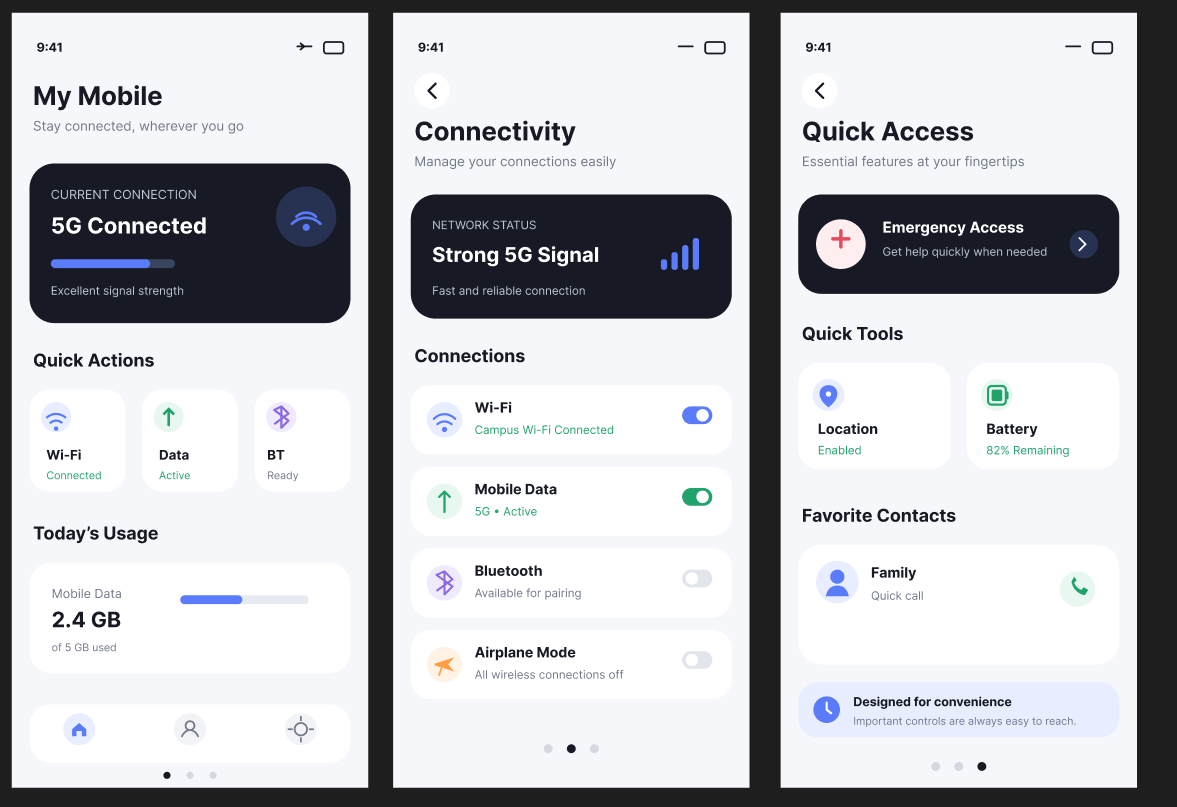 9:41
My Mobile
Stay connected, wherever you go
CURRENT CONNECTION
5G Connected
Excellent signal strength
Quick Actions
Wi-Fi
Connected
Data
Active
BT
Ready
Today’s Usage
Mobile Data
2.4 GB
of 5 GB used
9:41
Connectivity
Manage your connections easily
NETWORK STATUS
Strong 5G Signal
Fast and reliable connection
Connections
Wi-Fi
Campus Wi-Fi Connected
Mobile Data
5G • Active
Bluetooth
Available for pairing
Airplane Mode
All wireless connections off
9:41
Quick Access
Essential features at your fingertips
Emergency Access
Get help quickly when needed
Quick Tools
Location
Enabled
Battery
82% Remaining
Favorite Contacts
Family
Quick call
Designed for convenience
Important controls are always easy to reach.